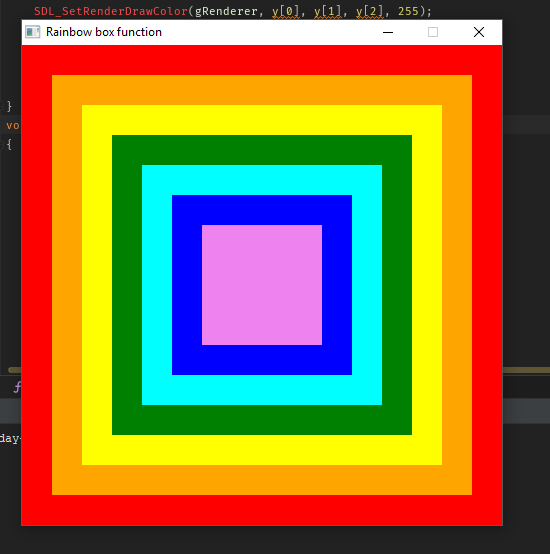 SDL_SetRenderDrawColor(gRenderer, y[0], y[1], y[2], 255);
Rainbow box function
}
vo
{
f
day-